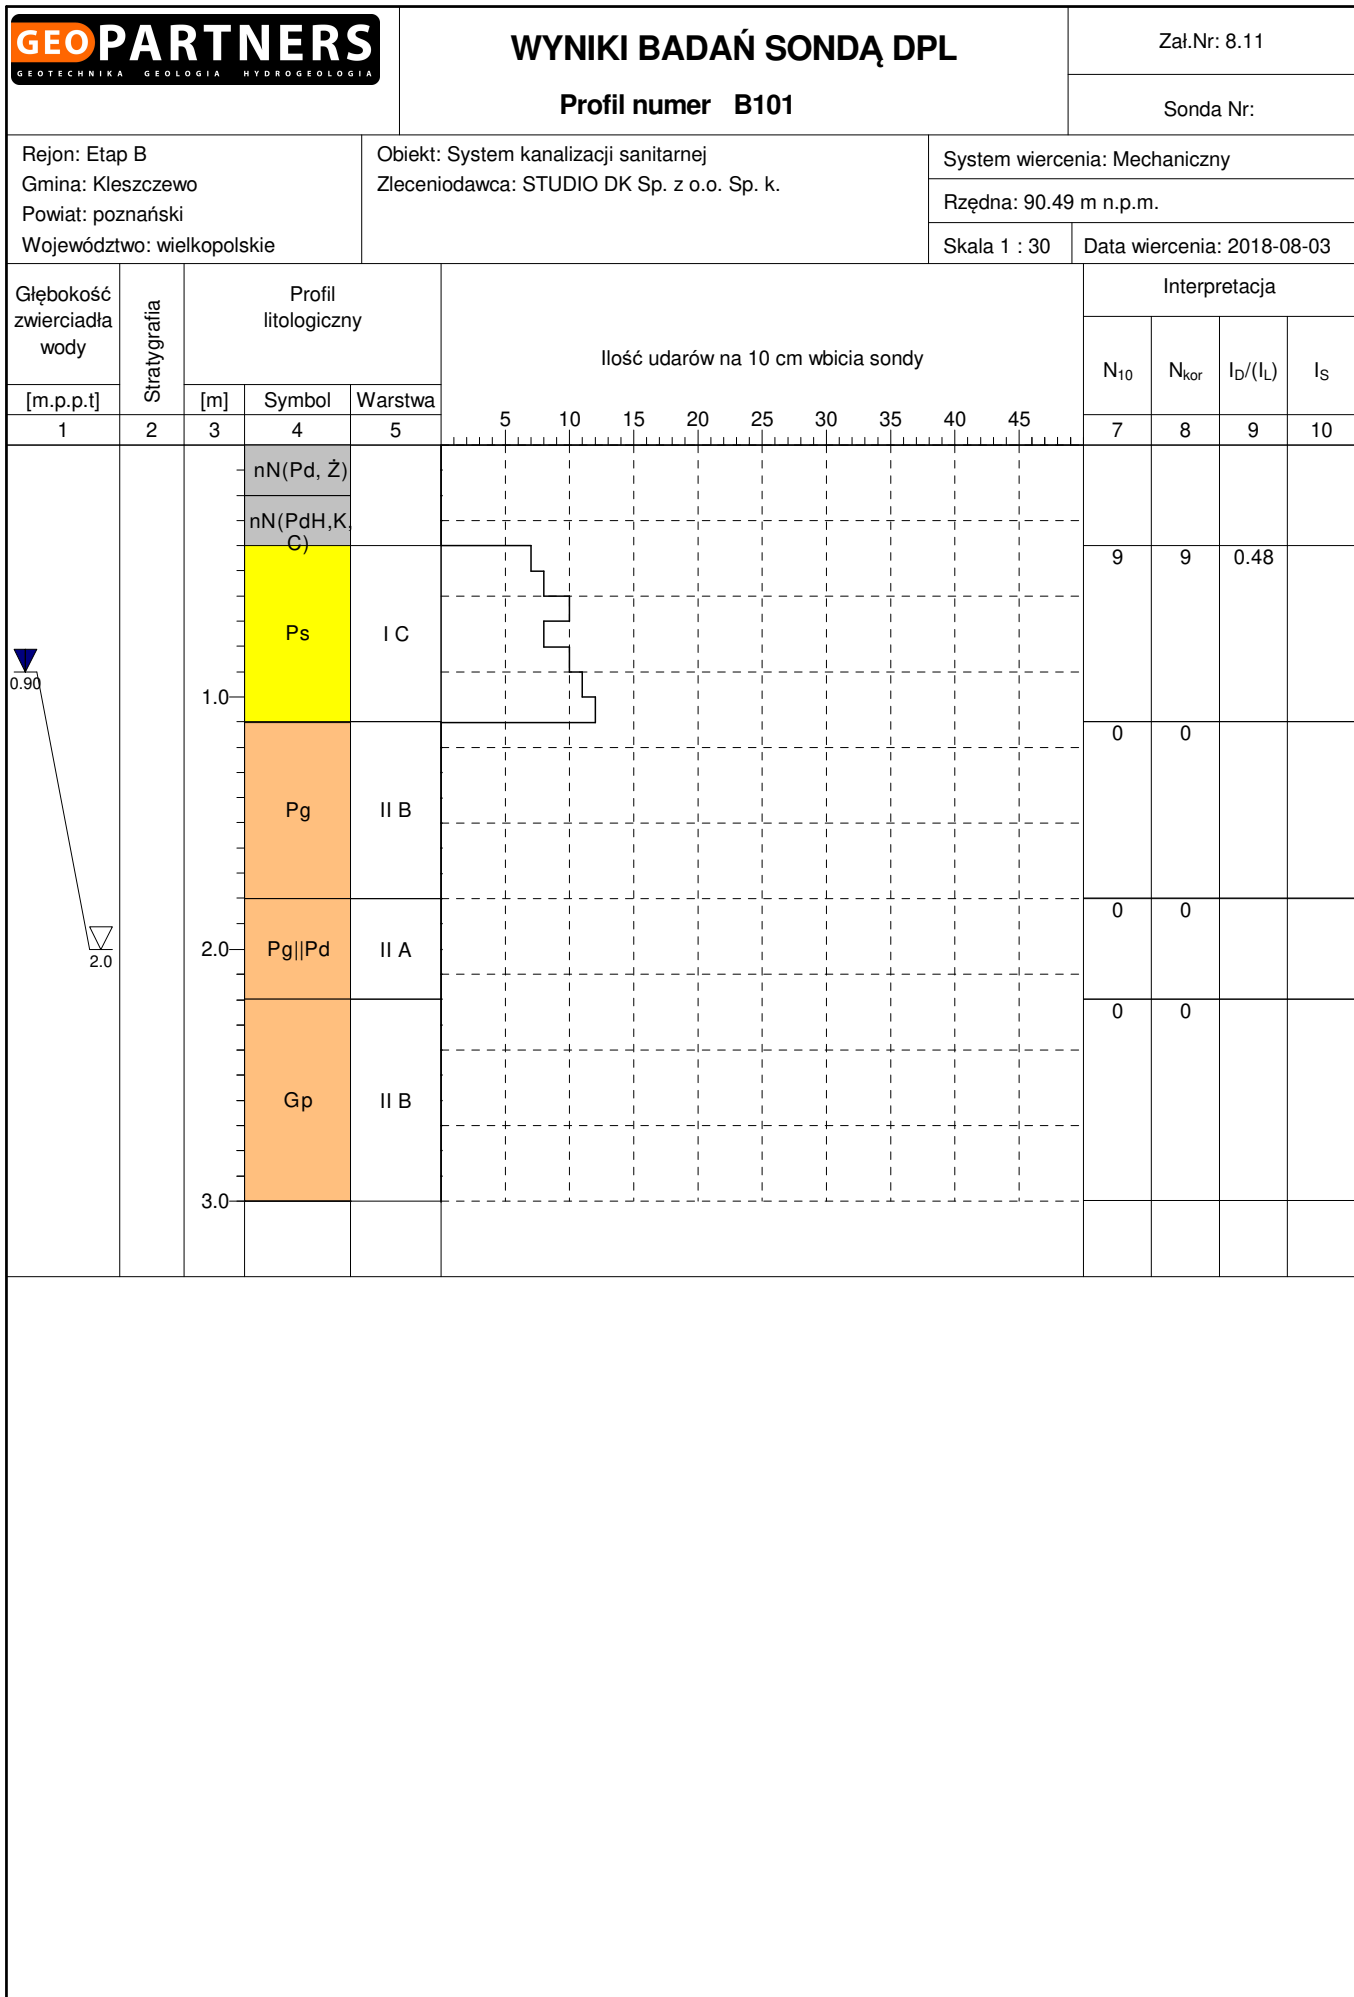 GEOPARTNERS
GEOTECHNIKA GEOLOGIA HYDROGEOLOGIA
WYNIKI BADAŃ SONDĄ DPL
Profil numer B101
Zał.Nr: 8.11
Sonda Nr:
Rejon: Etap B
Gmina: Kleszczewo
Powiat: poznański
Województwo: wielkopolskie
Obiekt: System kanalizacji sanitarnej
Zleceniodawca: STUDIO DK Sp. z o.o. Sp. k.
System wiercenia: Mechaniczny
Rzędna: 90.49 m n.p.m.
Skala 1 : 30
Data wiercenia: 2018-08-03
Głębokość
zwierciadła
wody
[m.p.p.t]
Stratygrafia
Profil
litologiczny
[m] Symbol Warstwa
Ilość udarów na 10 cm wbicia sondy
5 10 15 20 25 30 35 40 45
Interpretacja
N10 Nkor ID/(IL) IS
1 2 3 4 5 7 8 9 10
nN(Pd, Ż)
nN(PdH,K,
C)
9 9 0.48
Ps I C
0.90
1.0
0 0
Pg II B
0 0
2.0
2.0 Pg||Pd II A
0 0
Gp II B
3.0